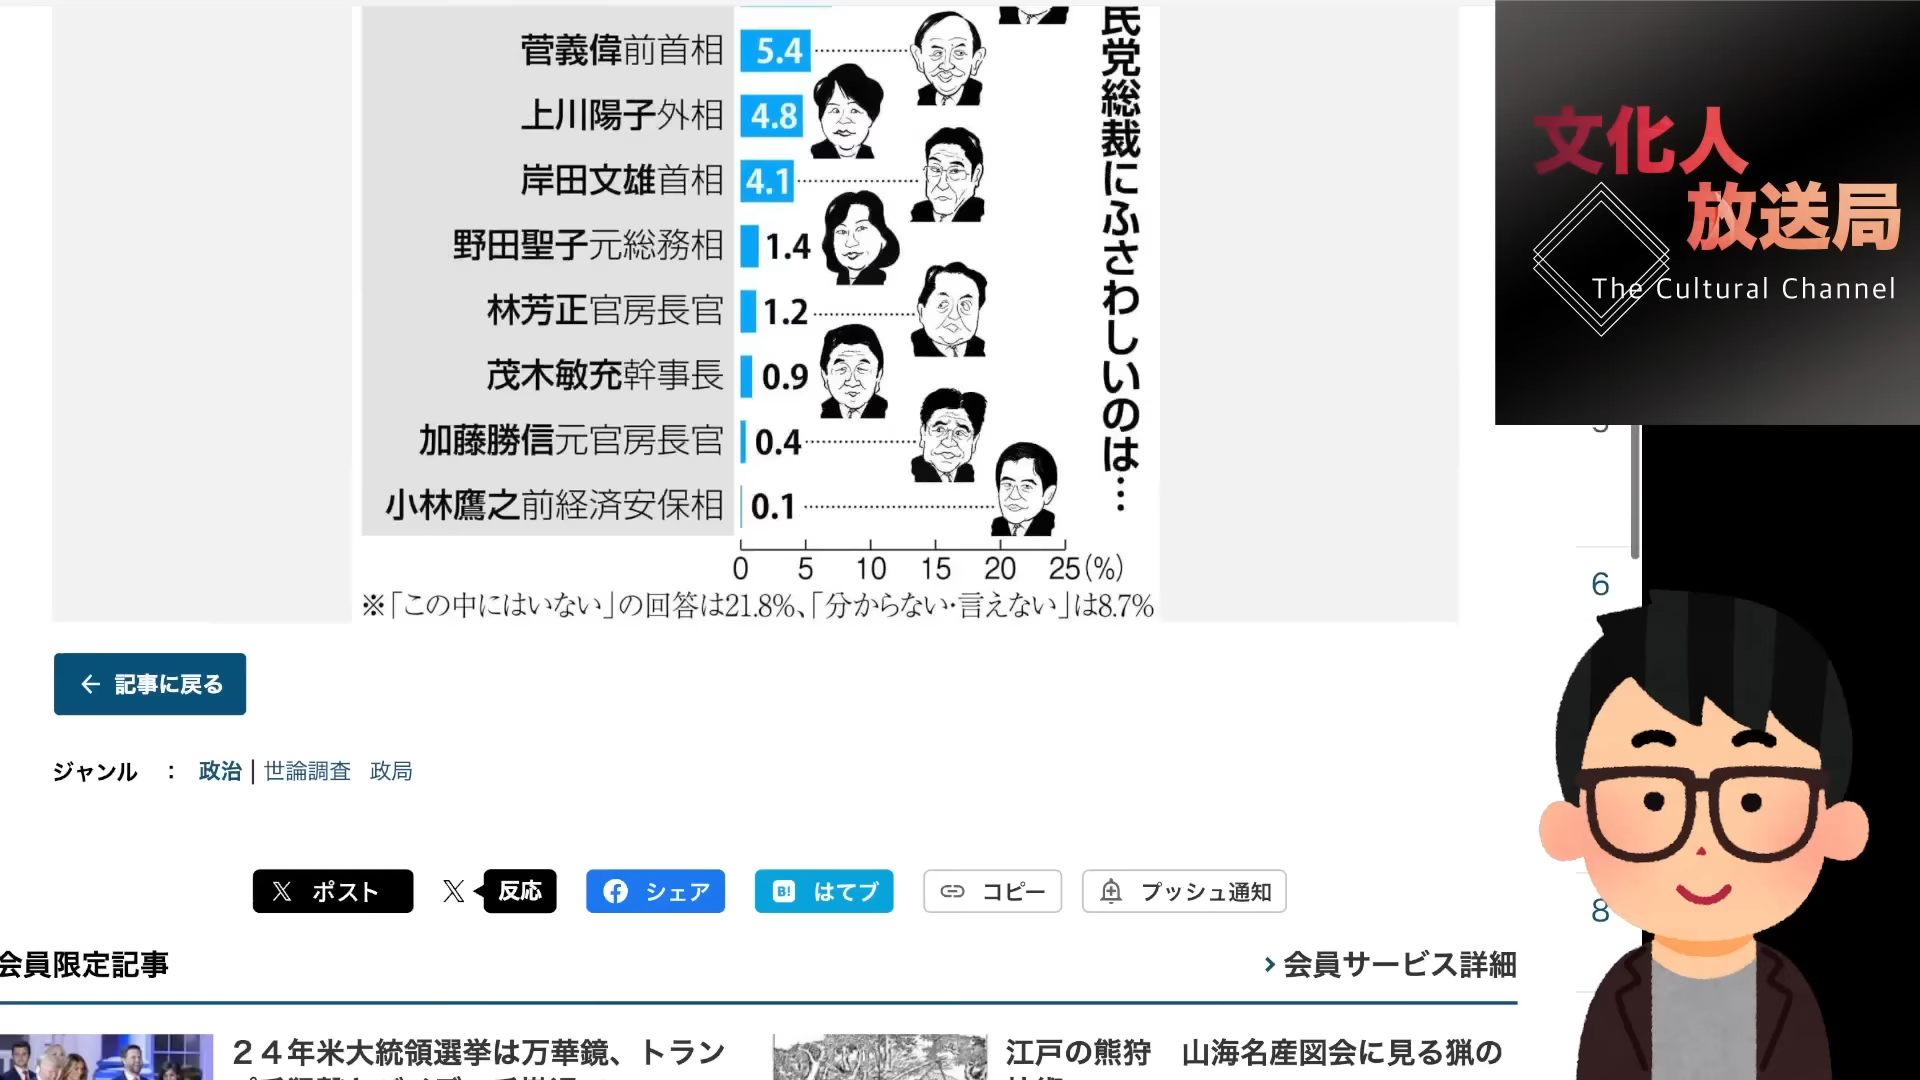 菅義偉前首相 5.4
上川陽子外相 4.8
岸田文雄首相 4.1
野田聖子元総務相 1.4
林芳正官房長官 1.2
茂木敏充幹事長 0.9
加藤勝信元官房長官 0.4
小林鷹之前経済安保相 0.1
0 5 10 15 20 25(%)
※「この中にはいない」の回答は21.8%、「分からない・言えない」は8.7%
民党総裁にふさわしいのは…
文化人
放送局
The Cultural Channel
6
8
← 記事に戻る
ジャンル : 政治 | 世論調査 政局
X ポスト
X 反応
シェア
B! はてブ
コピー
プッシュ通知
会員限定記事
会員サービス詳細
２４年米大統領選挙は万華鏡、トラン
江戸の熊狩 山海名産図会に見る猟の